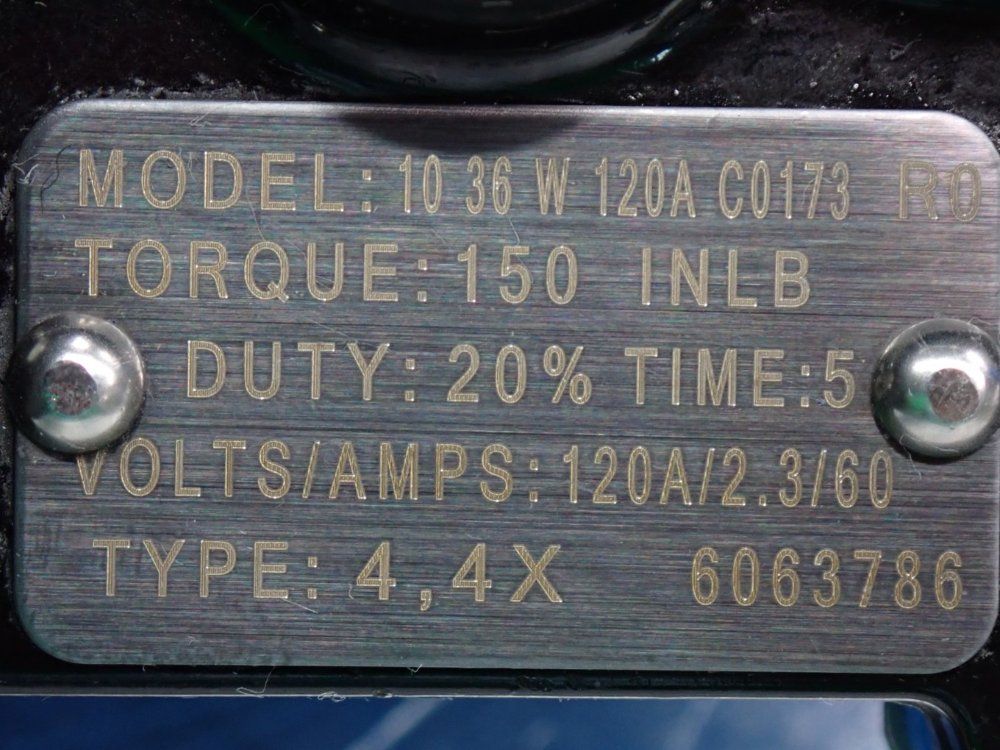 MODEL: 10 36 W 120A C0173 R0
TORQUE: 150 INLB
DUTY: 20% TIME:5
VOLTS/AMPS: 120A/2.3/60
TYPE: 4,4X 6063786